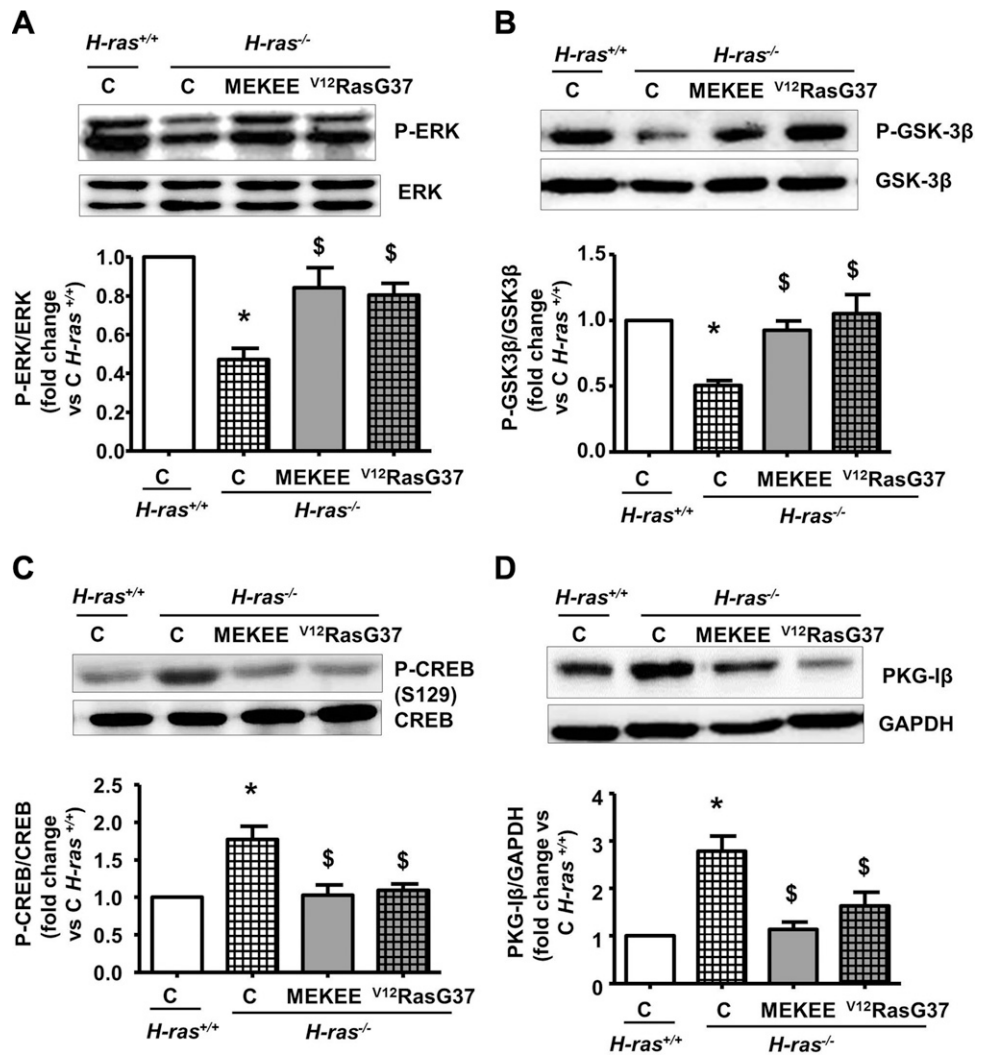 A
H-ras+/+ H-ras-/-
C C MEKEE V12RasG37
P-ERK
ERK
P-ERK/ERK
(fold change
vs C H-ras +/+)
1.0
0.8
0.6
0.4
0.2
0.0
* $ $
C C MEKEE V12RasG37
H-ras+/+ H-ras-/-
B
H-ras+/+ H-ras-/-
C C MEKEE V12RasG37
P-GSK-3β
GSK-3β
P-GSK3β/GSK3β
(fold change
vs C H-ras +/+)
1.5
1.0
0.5
0.0
* $ $
C C MEKEE V12RasG37
H-ras+/+ H-ras-/-
C
H-ras+/+ H-ras-/-
C C MEKEE V12RasG37
P-CREB
(S129)
CREB
P-CREB/CREB
(fold change
vs C H-ras +/+)
2.5
2.0
1.5
1.0
0.5
0.0
* $ $
C C MEKEE V12RasG37
H-ras+/+ H-ras-/-
D
H-ras+/+ H-ras-/-
C C MEKEE V12RasG37
PKG-Iβ
GAPDH
PKG-Iβ/GAPDH
(fold change vs
C H-ras +/+)
4
3
2
1
0
* $ $
C C MEKEE V12RasG37
H-ras+/+ H-ras-/-